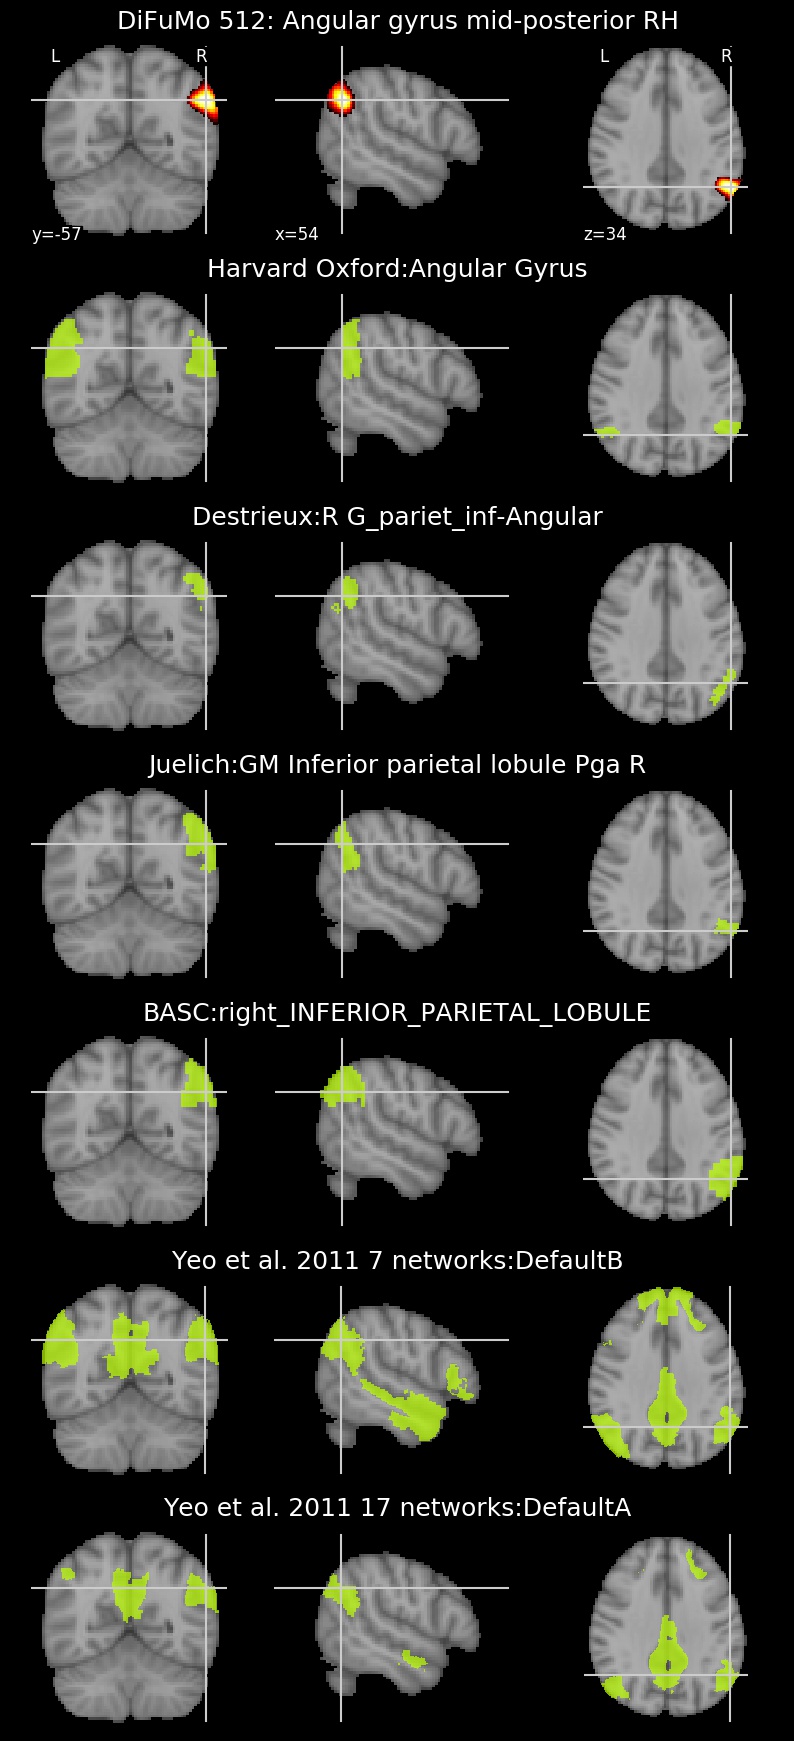 DiFuMo 512: Angular gyrus mid-posterior RH
L R L R
y=-57 x=54 z=34
Harvard Oxford:Angular Gyrus
Destrieux:R G_pariet_inf-Angular
Juelich:GM Inferior parietal lobule Pga R
BASC:right_INFERIOR_PARIETAL_LOBULE
Yeo et al. 2011 7 networks:DefaultB
Yeo et al. 2011 17 networks:DefaultA